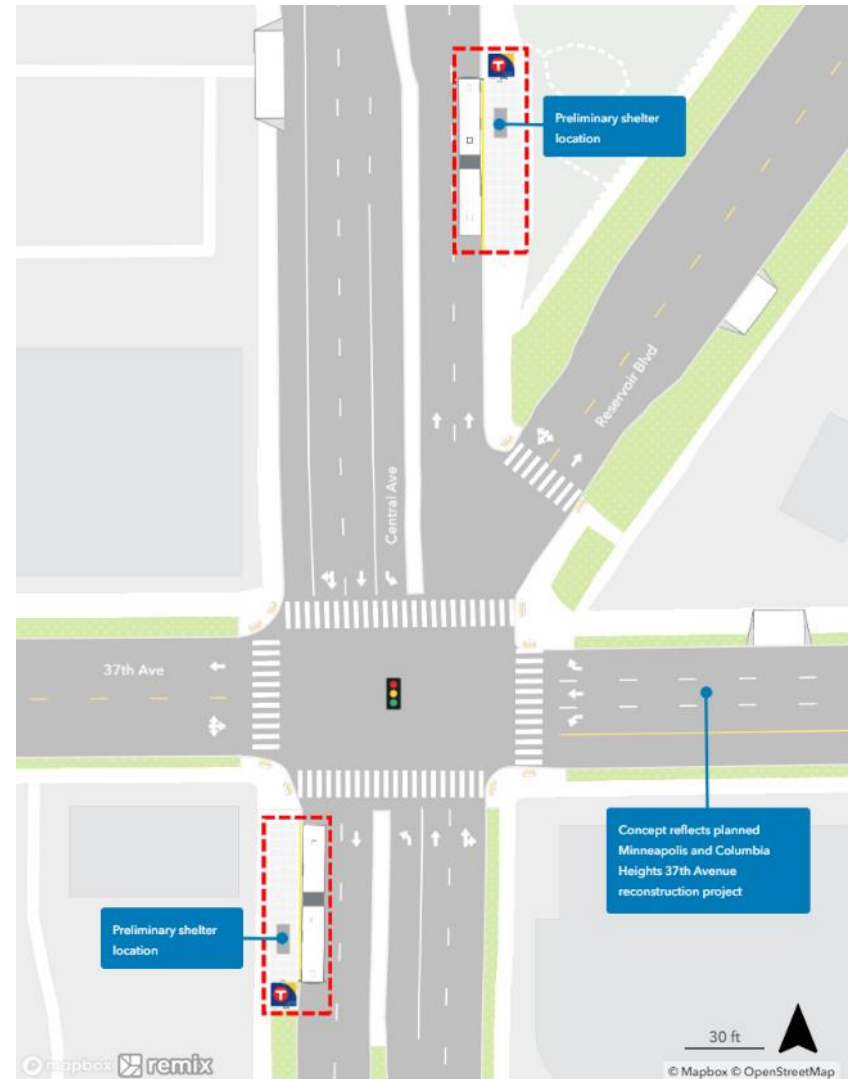 T
Preliminary shelter
location
Reservoir Blvd
Central Ave
37th Ave
Concept reflects planned
Minneapolis and Columbia
Heights 37th Avenue
reconstruction project
Preliminary shelter
location
T
30 ft
mapbox remix
© Mapbox © OpenStreetMap